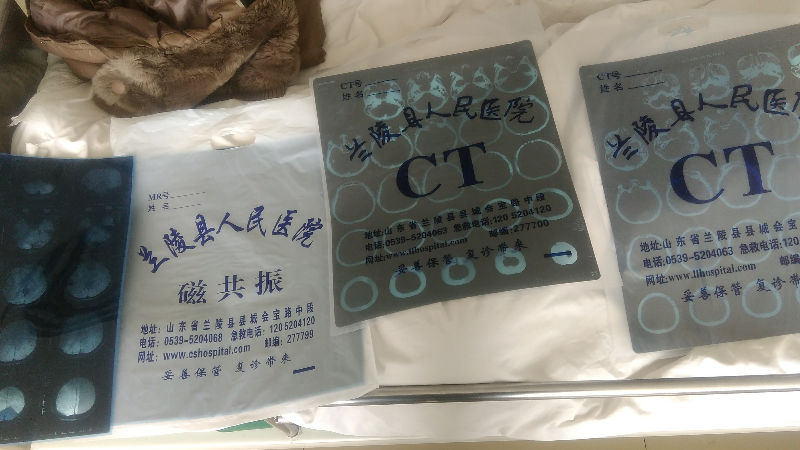 MR号
姓 名
兰陵县人民医院
磁共振
地址: 山东省兰陵县县城会宝路中段
电话: 0539-5204068 急救电话: 120 5204120
网址: www.cshospital.com 邮编: 277799
妥善保管 复诊带来
CT号
姓 名
兰陵县人民医院
CT
地址:山东省兰陵县县城会宝路中段
电话:0539-5204063 急救电话:120 5204120
网址:www.llhospital.com 邮编:277700
妥善保管 复诊带来
CT号
姓 名
兰陵县人民医院
CT
地址:山东省兰陵县县城会宝
电话:0539-5204063 急救电话:120
网址:www.llhospital.com 邮编
妥善保管 复诊带来